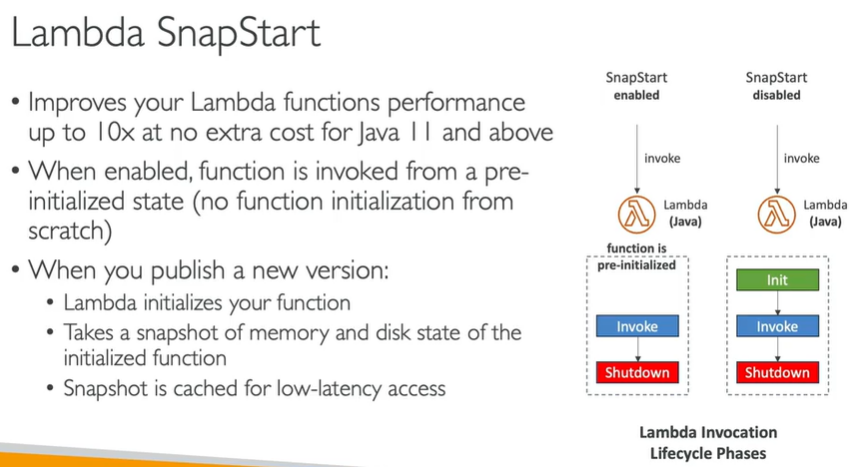 Lambda SnapStart
• Improves your Lambda functions performance
up to 10x at no extra cost for Java 11 and above
• When enabled, function is invoked from a pre-
initialized state (no function initialization from
scratch)
• When you publish a new version:
• Lambda initializes your function
• Takes a snapshot of memory and disk state of the
initialized function
• Snapshot is cached for low-latency access
SnapStart
enabled
invoke
Lambda
(Java)
function is
pre-initialized
Invoke
Shutdown
SnapStart
disabled
invoke
Lambda
(Java)
Init
Invoke
Shutdown
Lambda Invocation
Lifecycle Phases